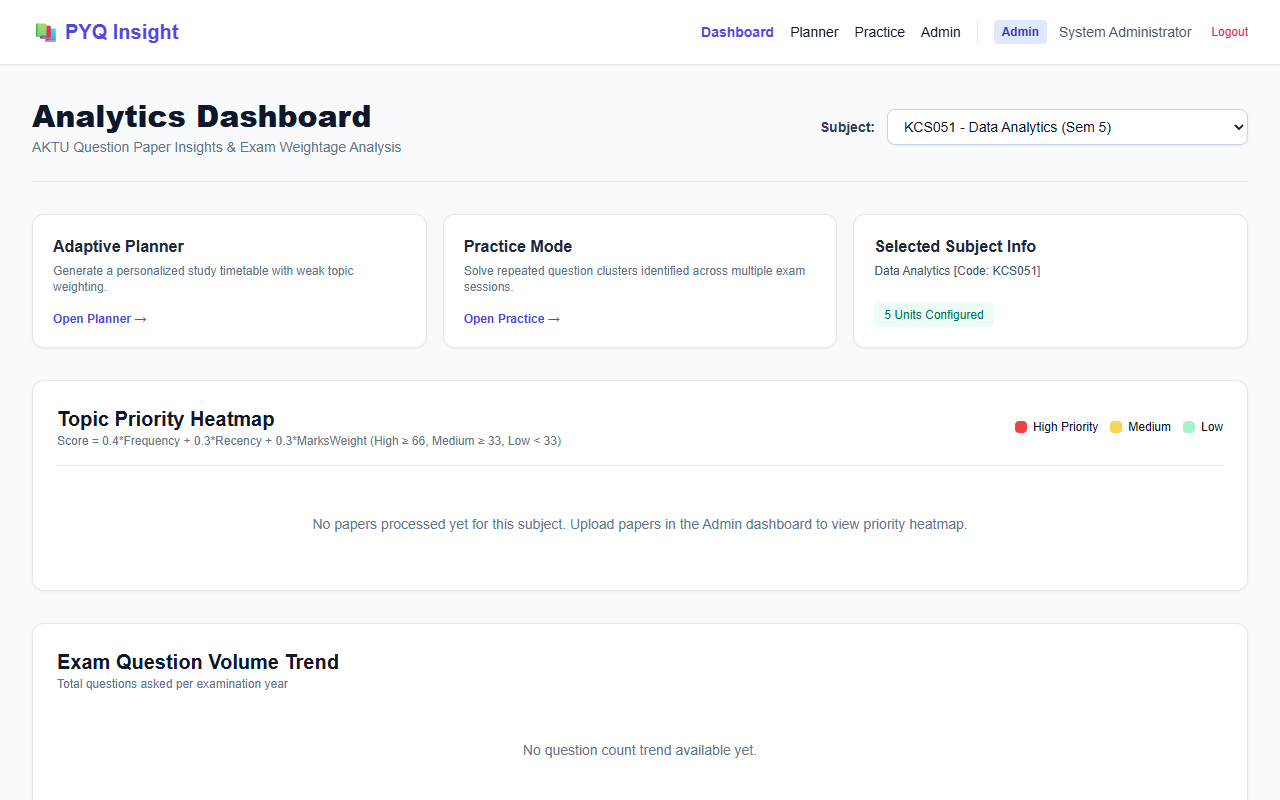 PYQ Insight
Dashboard
Planner
Practice
Admin
Admin
System Administrator
Logout
Analytics Dashboard
AKTU Question Paper Insights & Exam Weightage Analysis
Subject:
KCS051 - Data Analytics (Sem 5)
Adaptive Planner
Generate a personalized study timetable with weak topic
weighting.
Open Planner →
Practice Mode
Solve repeated question clusters identified across multiple exam
sessions.
Open Practice →
Selected Subject Info
Data Analytics [Code: KCS051]
5 Units Configured
Topic Priority Heatmap
Score = 0.4*Frequency + 0.3*Recency + 0.3*MarksWeight (High ≥ 66, Medium ≥ 33, Low < 33)
High Priority
Medium
Low
No papers processed yet for this subject. Upload papers in the Admin dashboard to view priority heatmap.
Exam Question Volume Trend
Total questions asked per examination year
No question count trend available yet.